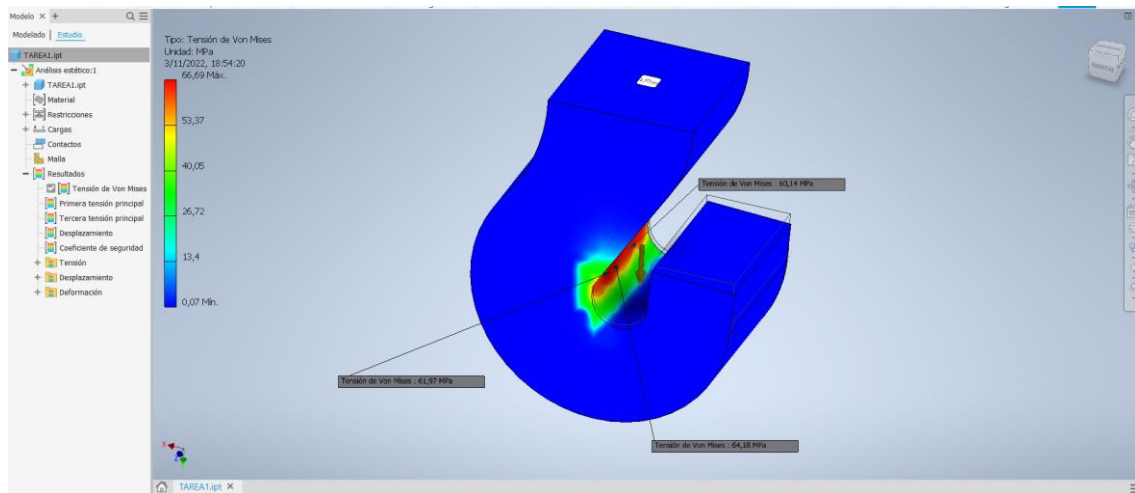 Modelo × +
Modelado | Estudio
TAREA1.ipt
Análisis estático:1
TAREA1.ipt
Material
Restricciones
Cargas
Contactos
Malla
Resultados
Tensión de Von Mises
Primera tensión principal
Tercera tensión principal
Desplazamiento
Coeficiente de seguridad
Tensión
Desplazamiento
Deformación
Tipo: Tensión de Von Mises
Unidad: MPa
3/11/2022, 18:54:20
66,69 Máx.
53,37
40,05
26,72
13,4
0,07 Mín.
Tensión de Von Mises : 60,14 MPa
Tensión de Von Mises : 61,97 MPa
Tensión de Von Mises : 64,18 MPa
FRONTAL
X
TAREA1.ipt ×